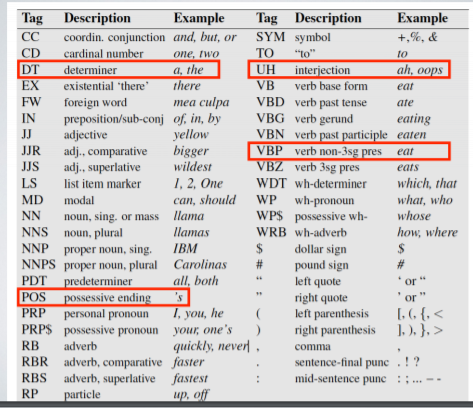 Tag Description Example Tag Description Example
CC coordin. conjunction and, but, or SYM symbol +,%, &
CD cardinal number one, two TO “to” to
DT determiner a, the UH interjection ah, oops
EX existential ‘there’ there VB verb base form eat
FW foreign word mea culpa VBD verb past tense ate
IN preposition/sub-conj of, in, by VBG verb gerund eating
JJ adjective yellow VBN verb past participle eaten
JJR adj., comparative bigger VBP verb non-3sg pres eat
JJS adj., superlative wildest VBZ verb 3sg pres eats
LS list item marker 1, 2, One WDT wh-determiner which, that
MD modal can, should WP wh-pronoun what, who
NN noun, sing. or mass llama WP$ possessive wh- whose
NNS noun, plural llamas WRB wh-adverb how, where
NNP proper noun, sing. IBM $ dollar sign $
NNPS proper noun, plural Carolinas # pound sign #
PDT predeterminer all, both “ left quote ‘ or “
POS possessive ending ’s ” right quote ’ or ”
PRP personal pronoun I, you, he ( left parenthesis [, (, {, <
PRP$ possessive pronoun your, one’s ) right parenthesis ], ), }, >
RB adverb quickly, never , comma ,
RBR adverb, comparative faster . sentence-final punc . ! ?
RBS adverb, superlative fastest : mid-sentence punc : ; ... – -
RP particle up, off